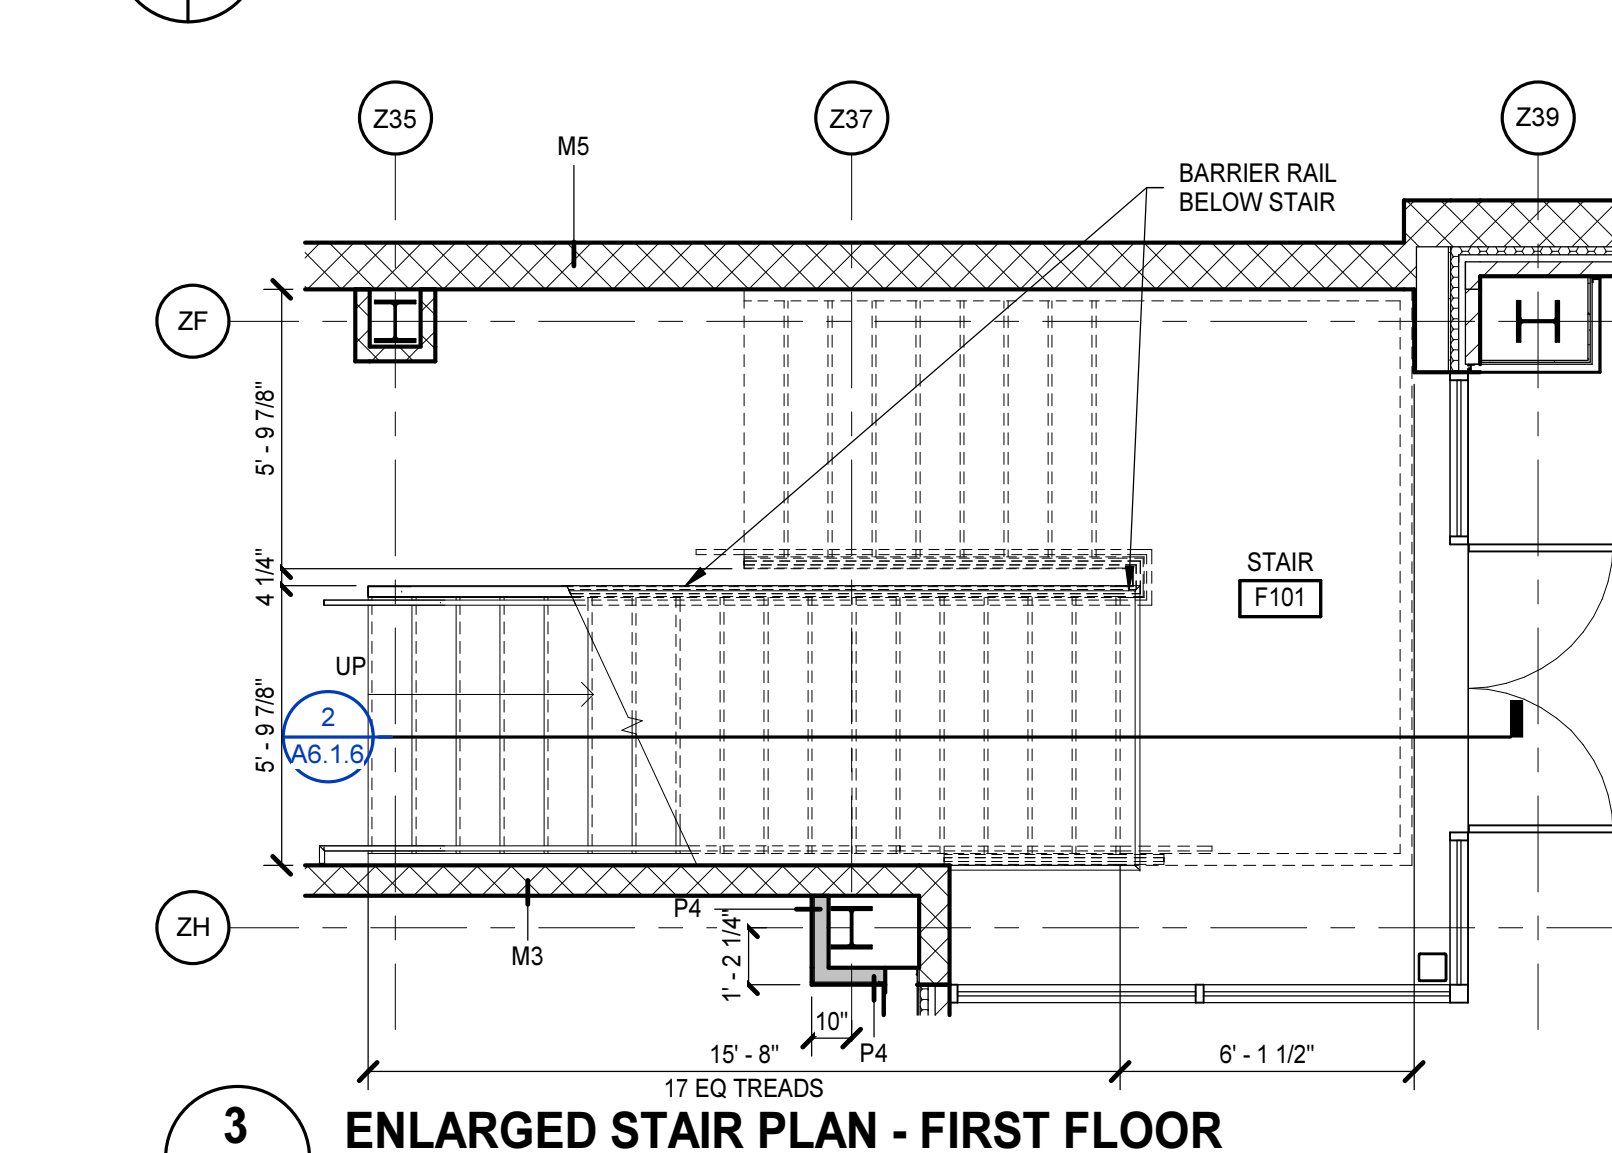 Z35
Z37
Z39
M5
BARRIER RAIL
BELOW STAIR
ZF
5' - 9 7/8"
4 1/4"
STAIR
F101
UP
2
A6.1.6
5' - 9 7/8"
P4
ZH
M3
1' - 2 1/4"
10"
P4
15' - 8"
6' - 1 1/2"
17 EQ TREADS
3
ENLARGED STAIR PLAN - FIRST FLOOR